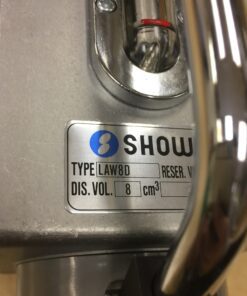 SHOW
TYPE LAW8D RESER. V
DIS. VOL. 8 cm³